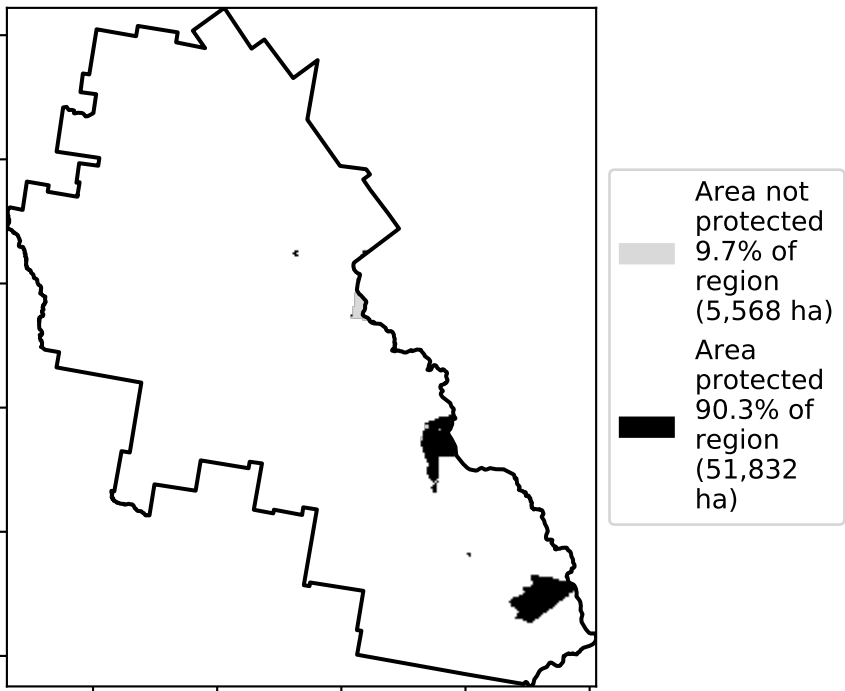 Area not
protected
9.7% of
region
(5,568 ha)
Area
protected
90.3% of
region
(51,832
ha)